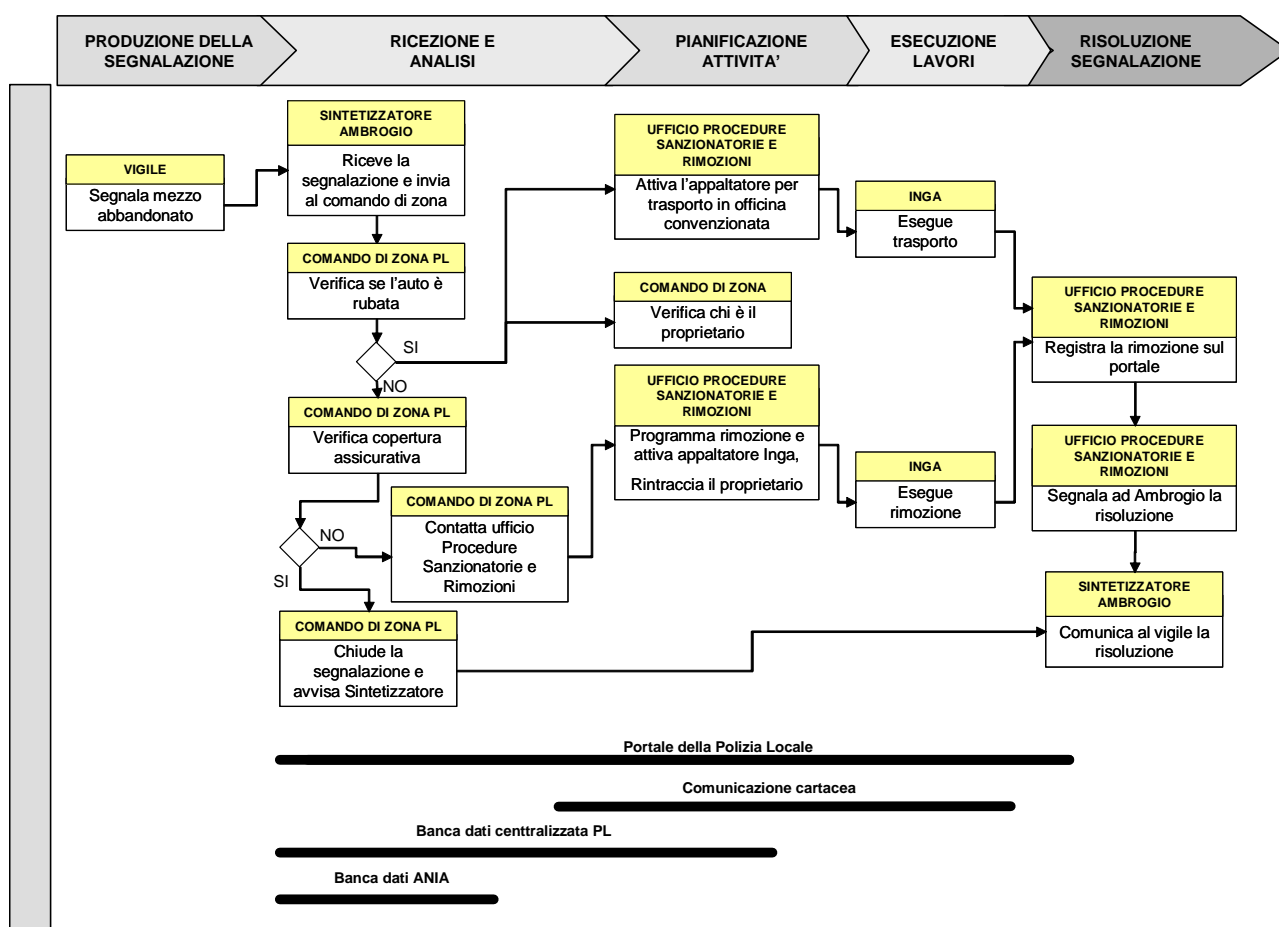 PRODUZIONE DELLA
SEGNALAZIONE
RICEZIONE E
ANALISI
PIANIFICAZIONE
ATTIVITA'
ESECUZIONE
LAVORI
RISOLUZIONE
SEGNALAZIONE
VIGILE
Segnala mezzo
abbandonato
SINTETIZZATORE
AMBROGIO
Riceve la
segnalazione e invia
al comando di zona
COMANDO DI ZONA PL
Verifica se l'auto è
rubata
SI
NO
COMANDO DI ZONA PL
Verifica copertura
assicurativa
NO
SI
COMANDO DI ZONA PL
Contatta ufficio
Procedure
Sanzionatorie e
Rimozioni
COMANDO DI ZONA PL
Chiude la
segnalazione e
avvisa Sintetizzatore
UFFICIO PROCEDURE
SANZIONATORIE E
RIMOZIONI
Attiva l'appaltatore per
trasporto in officina
convenzionata
COMANDO DI ZONA
Verifica chi è il
proprietario
UFFICIO PROCEDURE
SANZIONATORIE E
RIMOZIONI
Programma rimozione e
attiva appaltatore Inga,
Rintraccia il proprietario
INGA
Esegue
trasporto
INGA
Esegue
rimozione
UFFICIO PROCEDURE
SANZIONATORIE E
RIMOZIONI
Registra la rimozione sul
portale
UFFICIO PROCEDURE
SANZIONATORIE E
RIMOZIONI
Segnala ad Ambrogio la
risoluzione
SINTETIZZATORE
AMBROGIO
Comunica al vigile la
risoluzione
Portale della Polizia Locale
Comunicazione cartacea
Banca dati centtralizzata PL
Banca dati ANIA